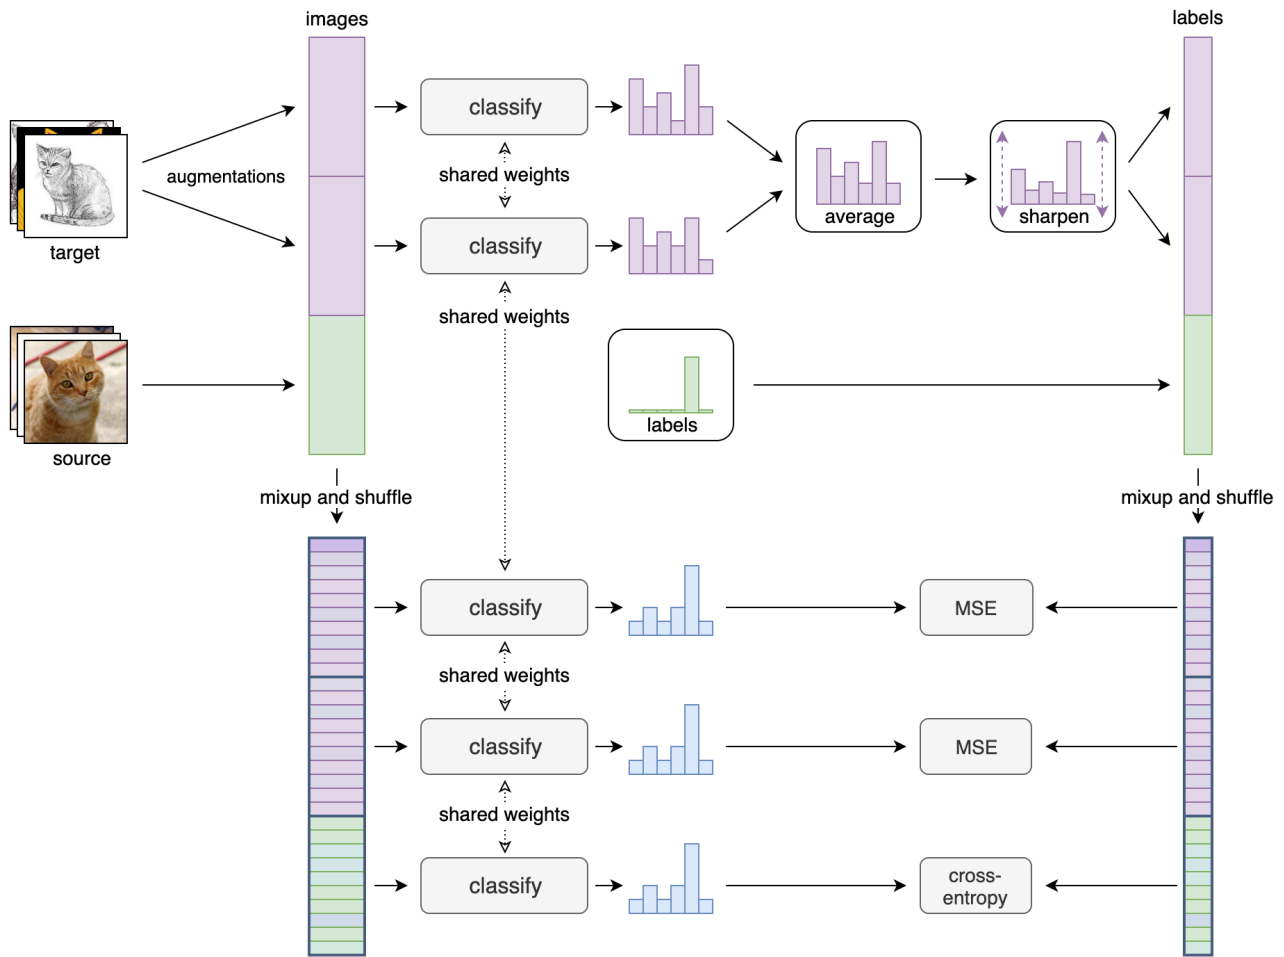 images
labels
classify
augmentations
shared weights
target
classify
average
sharpen
shared weights
labels
source
mixup and shuffle
mixup and shuffle
classify
MSE
shared weights
classify
MSE
shared weights
classify
cross-
entropy